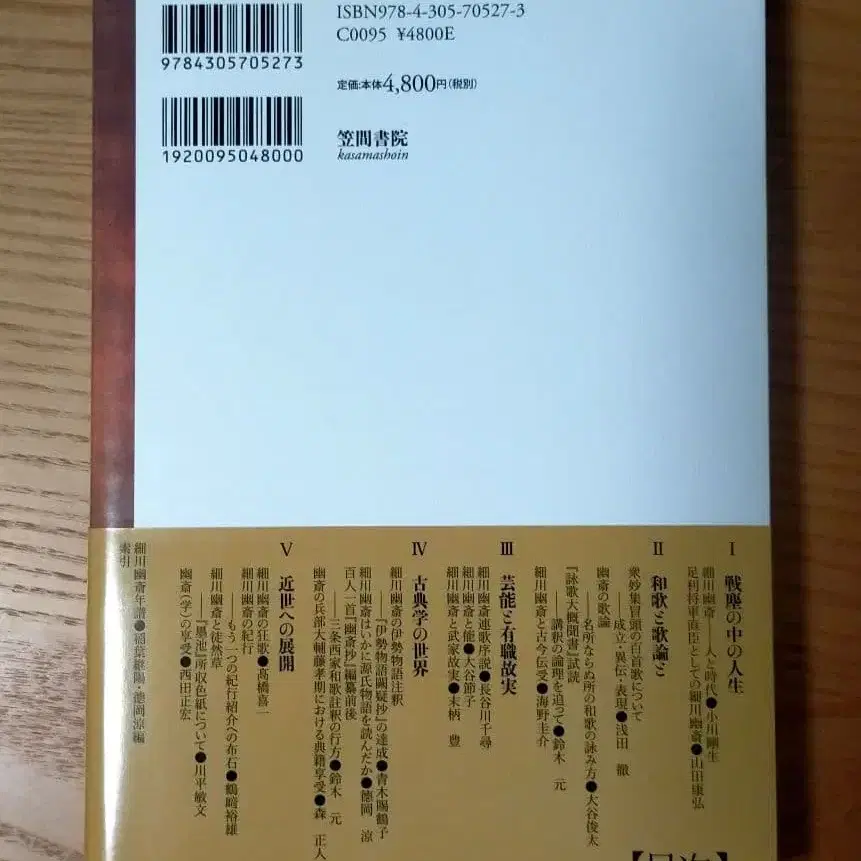 ISBN978-4-305-70527-3
C0095 ¥4800E
9784305705273
定価:本体4,800円(税別)
1920095048000
笠間書院
kasamashoin
Ⅰ 戦塵の中の人生
細川幽斎――人と時代●小川剛生
足利将軍直臣としての細川幽斎●山田康弘
Ⅱ 和歌と歌論と
衆妙集冒頭の百首歌について
――成立・異伝・表現●浅田 徹
幽斎の歌論
――名所ならぬ所の和歌の詠み方●大谷俊太
『詠歌大概聞書』試読
――講釈の論理を追って●鈴木 元
細川幽斎と古今伝受●海野圭介
Ⅲ 芸能と有職故実
細川幽斎連歌序説●長谷川千尋
細川幽斎と能●大谷節子
細川幽斎と武家故実●末柄 豊
Ⅳ 古典学の世界
細川幽斎の伊勢物語注釈
――『伊勢物語闕疑抄』の達成●青木賜鶴子
細川幽斎はいかに源氏物語を読んだか●徳岡 涼
百人一首『幽斎抄』編纂前後
――三条西家和歌註釈の行方●鈴木 元
幽斎の兵部大輔藤孝期における典籍享受●森 正人
Ⅴ 近世への展開
細川幽斎の狂歌●高橋喜一
細川幽斎の紀行
――もう一つの紀行紹介への布石●鶴﨑裕雄
細川幽斎と徒然草
――『墨池』所収色紙について●川平敏文
幽斎〈学〉の享受●西田正宏
細川幽斎年譜●稲葉継陽・徳岡涼編
索引